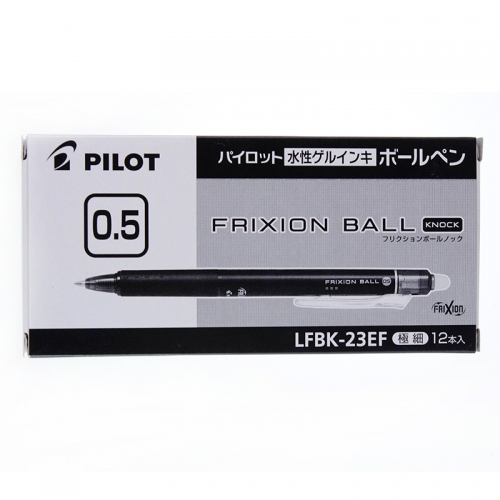 PILOT
パイロット 水性ゲルインキ ボールペン
0.5
FRIXION BALL KNOCK
フリクションボールノック
FRIXION BALL 05
FRIXION
LFBK-23EF 極細 12本入